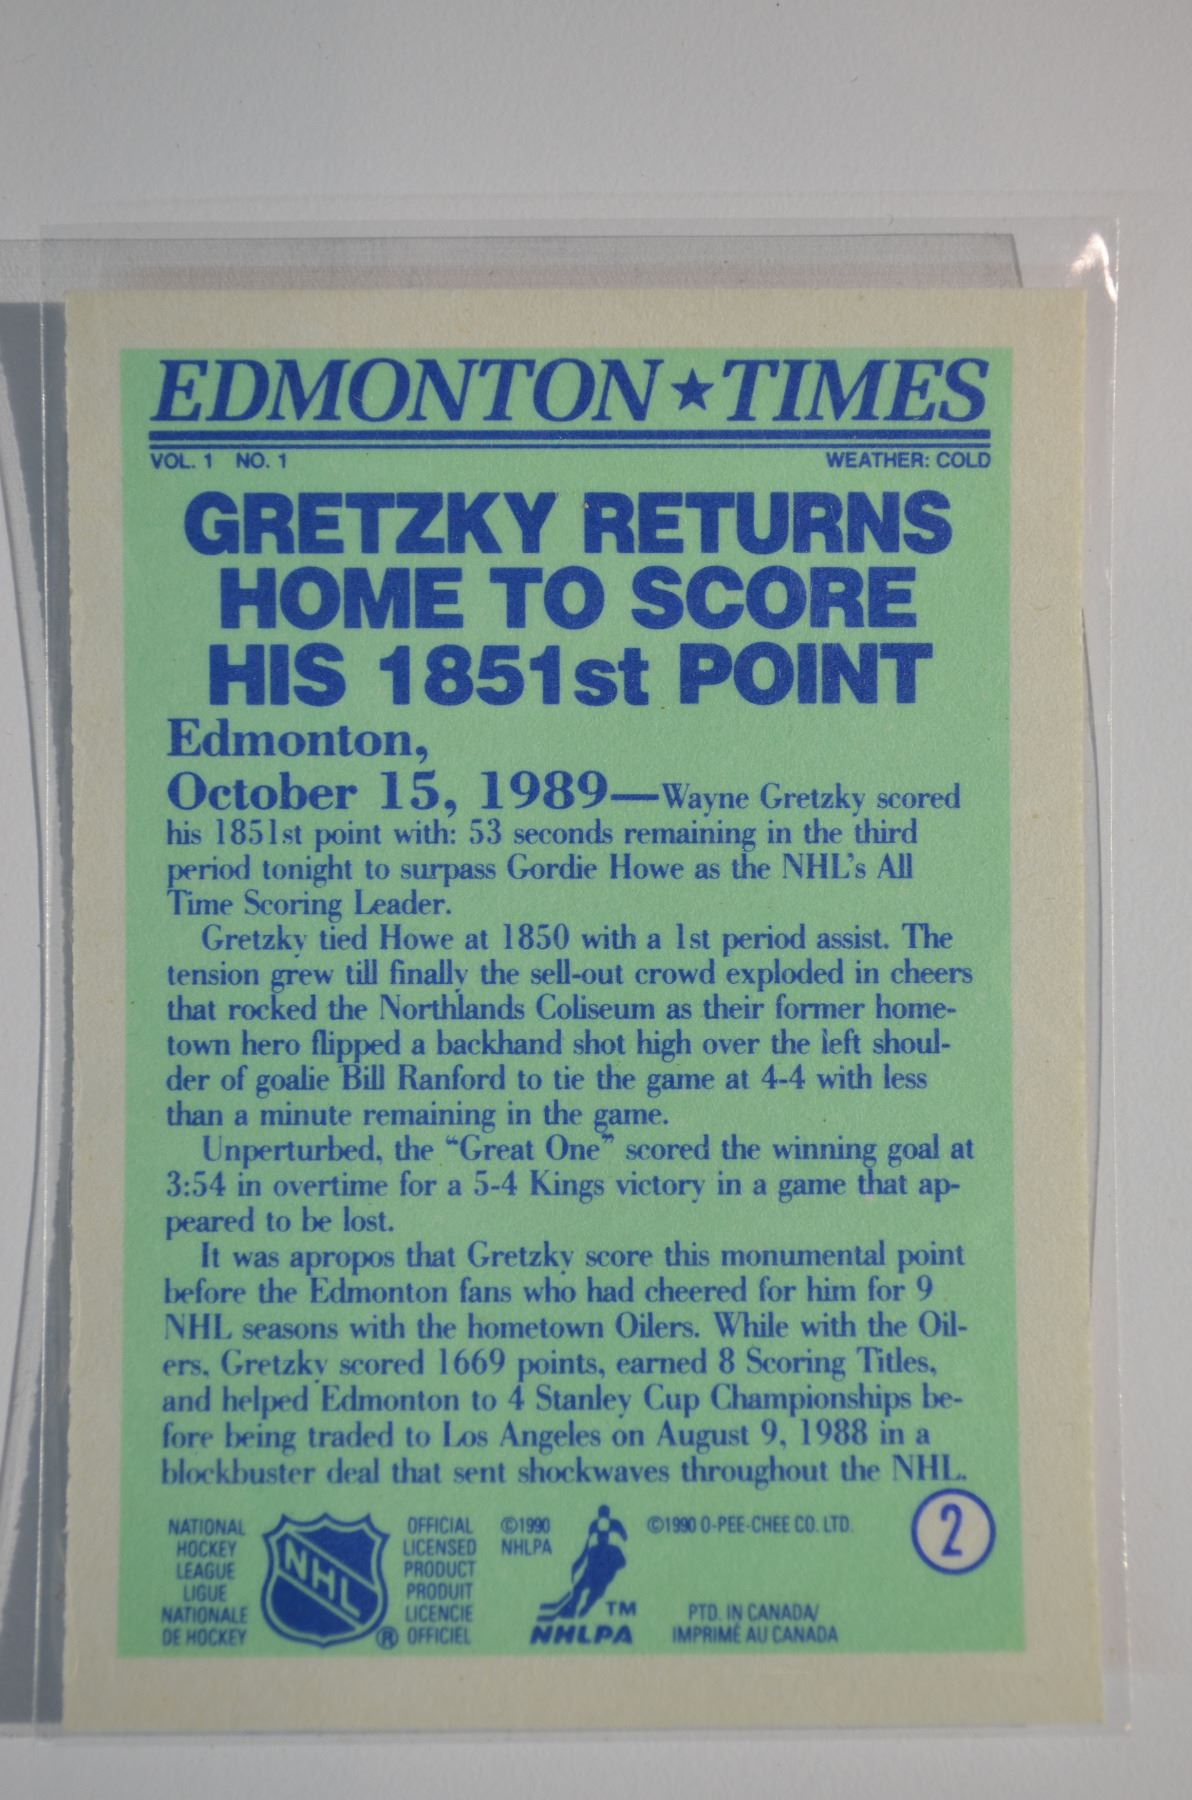 EDMONTON★TIMES
VOL. 1 NO. 1 WEATHER: COLD
GRETZKY RETURNS
HOME TO SCORE
HIS 1851st POINT
Edmonton,
October 15, 1989—Wayne Gretzky scored
his 1851st point with: 53 seconds remaining in the third
period tonight to surpass Gordie Howe as the NHL's All
Time Scoring Leader.
Gretzky tied Howe at 1850 with a 1st period assist. The
tension grew till finally the sell-out crowd exploded in cheers
that rocked the Northlands Coliseum as their former home-
town hero flipped a backhand shot high over the left shoul-
der of goalie Bill Ranford to tie the game at 4-4 with less
than a minute remaining in the game.
Unperturbed, the “Great One” scored the winning goal at
3:54 in overtime for a 5-4 Kings victory in a game that ap-
peared to be lost.
It was apropos that Gretzky score this monumental point
before the Edmonton fans who had cheered for him for 9
NHL seasons with the hometown Oilers. While with the Oil-
ers, Gretzky scored 1669 points, earned 8 Scoring Titles,
and helped Edmonton to 4 Stanley Cup Championships be-
fore being traded to Los Angeles on August 9, 1988 in a
blockbuster deal that sent shockwaves throughout the NHL.
NATIONAL
HOCKEY
LEAGUE
LIGUE
NATIONALE
DE HOCKEY
NHL
®
OFFICIAL
LICENSED
PRODUCT
PRODUIT
LICENCIE
OFFICIEL
©1990
NHLPA
TM
NHLPA
©1990 O-PEE-CHEE CO. LTD.
PTD. IN CANADA/
IMPRIMÉ AU CANADA
2